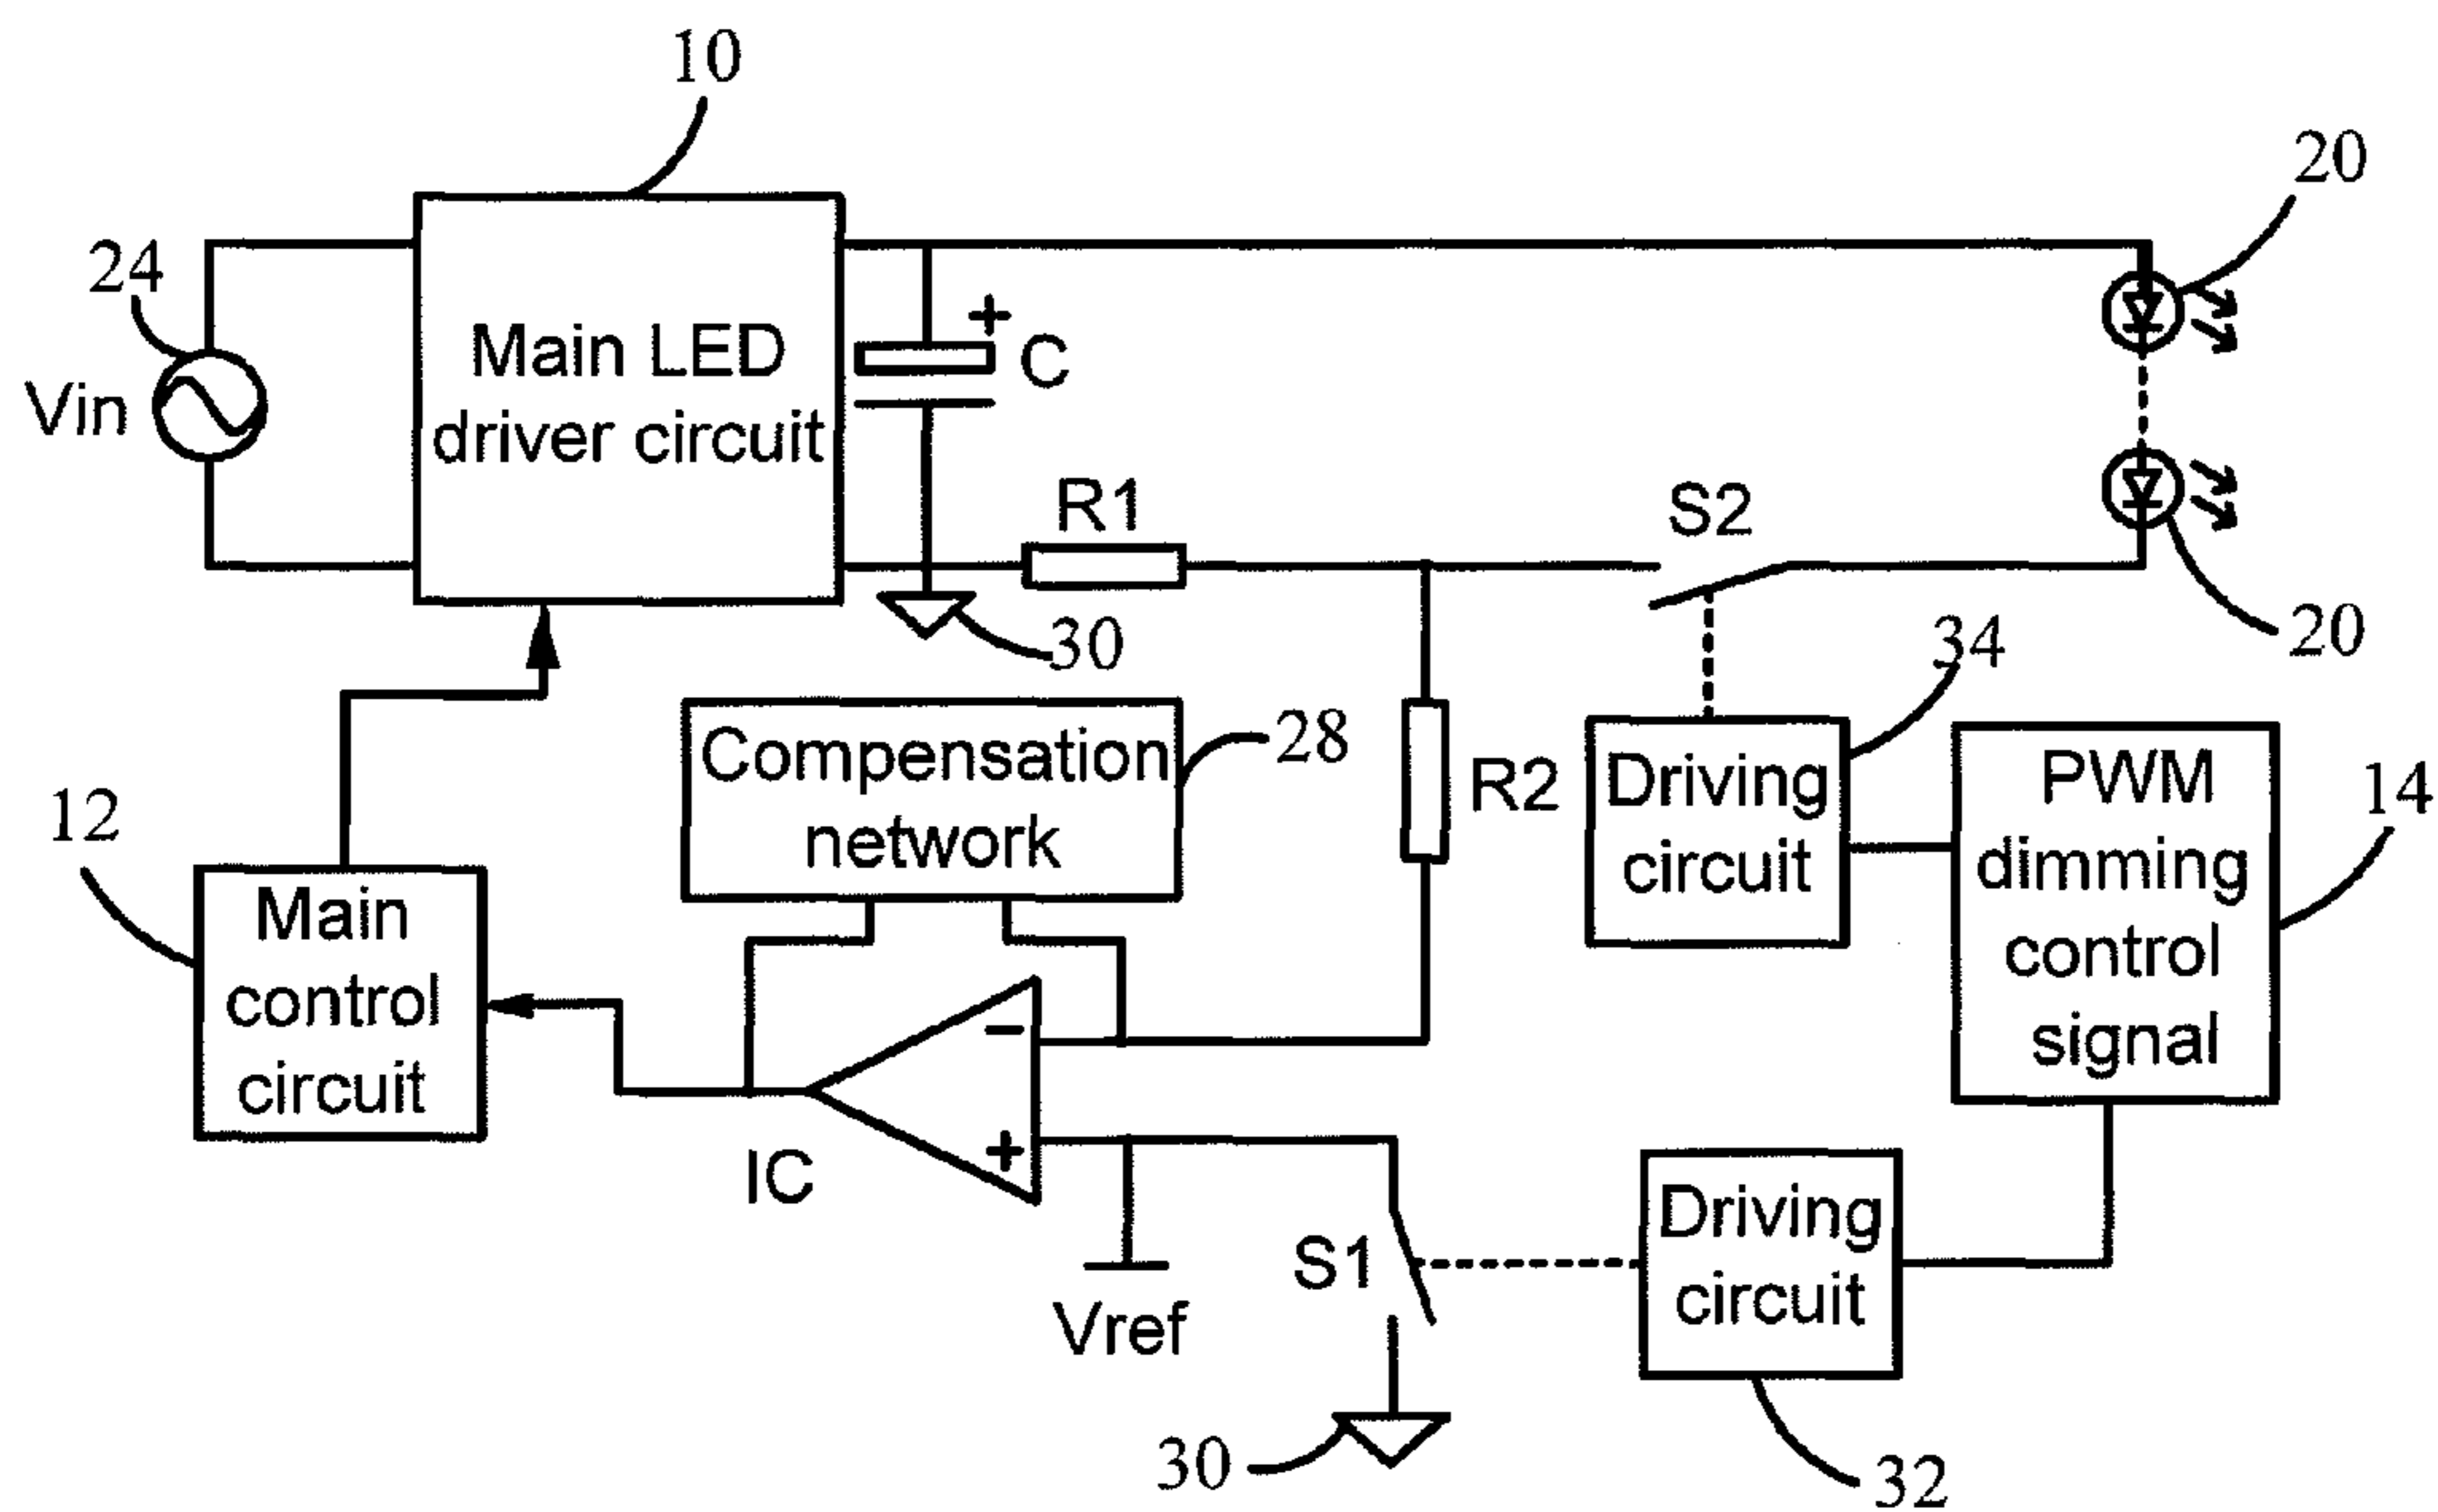 10
20
24
Vin
Main LED
driver circuit
+
C
R1
S2
20
30
34
Compensation
network
28
R2
Driving
circuit
PWM
dimming
control
signal
14
12
Main
control
circuit
−
+
IC
Vref
S1
Driving
circuit
30
32